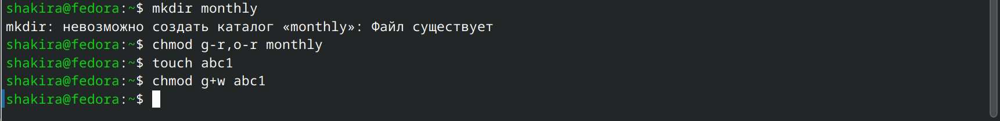 shakira@fedora:~$ mkdir monthly
mkdir: невозможно создать каталог «monthly»: Файл существует
shakira@fedora:~$ chmod g-r,o-r monthly
shakira@fedora:~$ touch abc1
shakira@fedora:~$ chmod g+w abc1
shakira@fedora:~$